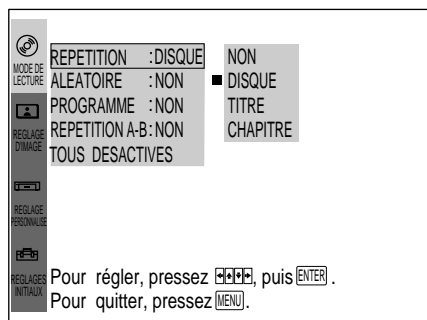 MODE DE
LECTURE
REGLAGE
D'IMAGE
REGLAGE
PERSONNALISE
REGLAGES
INITIAUX
REPETITION :DISQUE
ALEATOIRE :NON
PROGRAMME :NON
REPETITION A-B:NON
TOUS DESACTIVES
NON
DISQUE
TITRE
CHAPITRE
Pour régler, pressez , puis ENTER .
Pour quitter, pressez MENU.